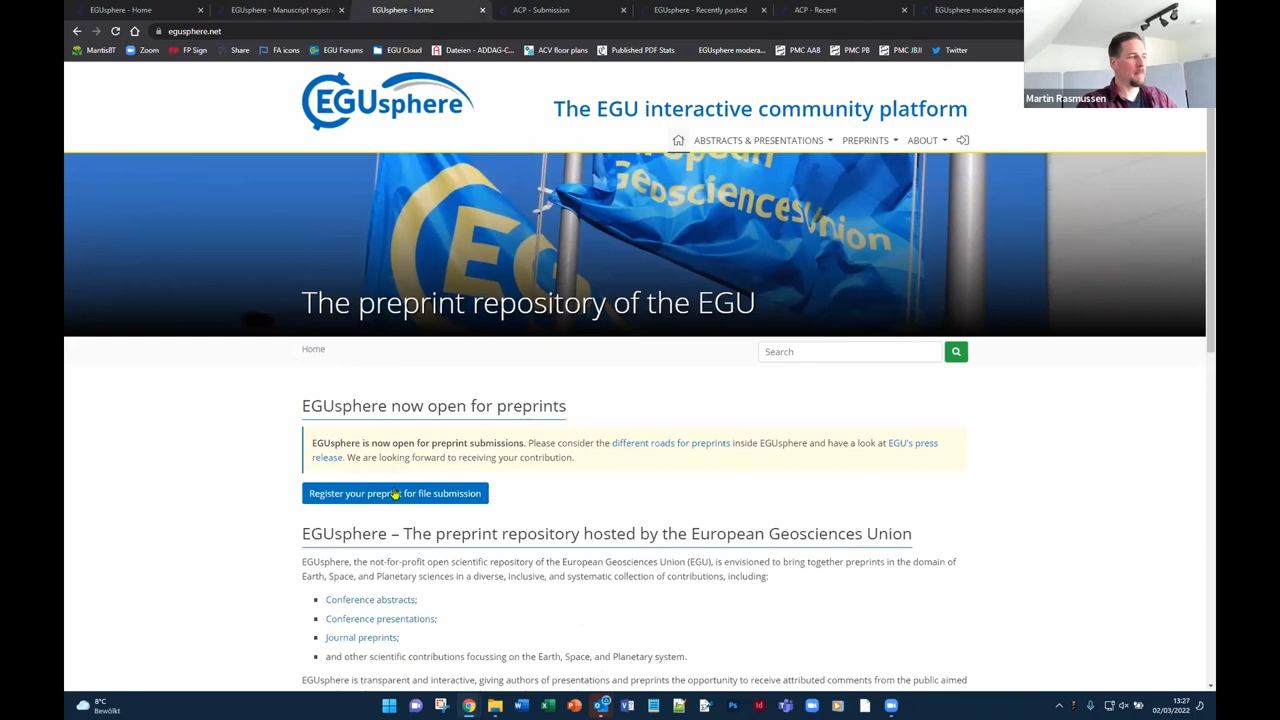 EGUsphere - Home
EGUsphere - Manuscript registr
EGUsphere - Home
ACP - Submission
EGUsphere - Recently posted
ACP - Recent
EGUsphere moderator applic
egusphere.net
MantisBT
Zoom
FP Sign
Share
FA icons
EGU Forums
EGU Cloud
Dateien - ADDAG-C...
ACV floor plans
Published PDF Stats
EGUsphere modera...
PMC AAB
PMC PB
PMC JBJI
Twitter
Martin Rasmussen
EGUsphere
The EGU interactive community platform
ABSTRACTS & PRESENTATIONS
PREPRINTS
ABOUT
European
Geosciences Union
The preprint repository of the EGU
Home
Search
EGUsphere now open for preprints
EGUsphere is now open for preprint submissions. Please consider the different roads for preprints inside EGUsphere and have a look at EGU's press
release. We are looking forward to receiving your contribution.
Register your preprint for file submission
EGUsphere – The preprint repository hosted by the European Geosciences Union
EGUsphere, the not-for-profit open scientific repository of the European Geosciences Union (EGU), is envisioned to bring together preprints in the domain of
Earth, Space, and Planetary sciences in a diverse, inclusive, and systematic collection of contributions, including:
Conference abstracts;
Conference presentations;
Journal preprints;
and other scientific contributions focussing on the Earth, Space, and Planetary system.
EGUsphere is transparent and interactive, giving authors of presentations and preprints the opportunity to receive attributed comments from the public aimed
8°C
Bewölkt
13:27
02/03/2022